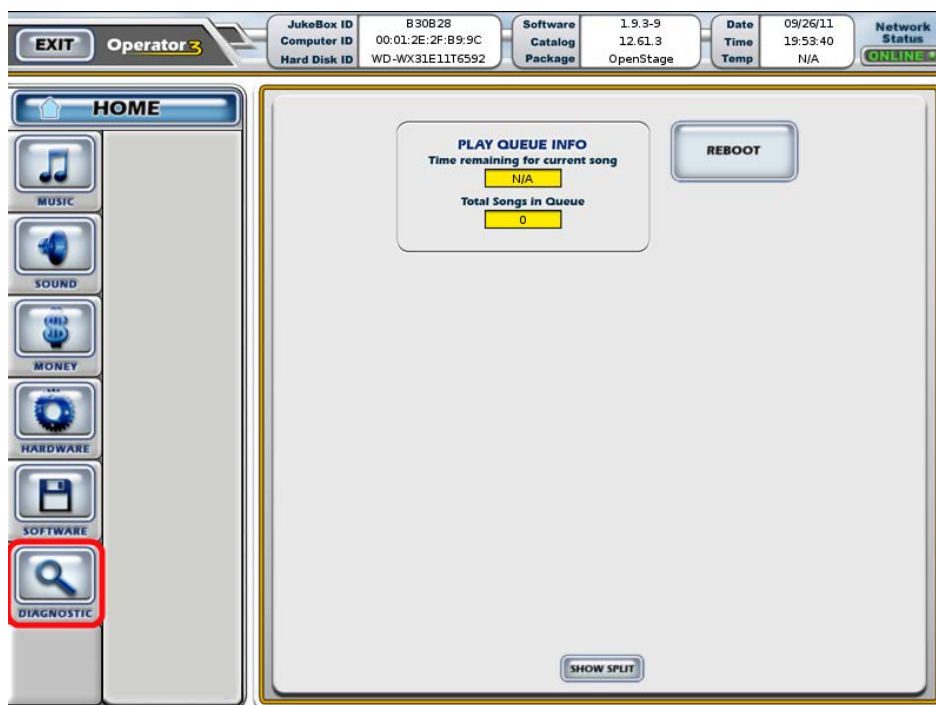 EXIT
Operator 3
JukeBox ID B30B28
Computer ID 00:01:2E:2F:B9:9C
Hard Disk ID WD-WX31E11T6592
Software 1.9.3-9
Catalog 12.61.3
Package OpenStage
Date 09/26/11
Time 19:53:40
Temp N/A
Network
Status
ONLINE
HOME
MUSIC
SOUND
MONEY
HARDWARE
SOFTWARE
DIAGNOSTIC
PLAY QUEUE INFO
Time remaining for current song
N/A
Total Songs in Queue
0
REBOOT
SHOW SPLIT